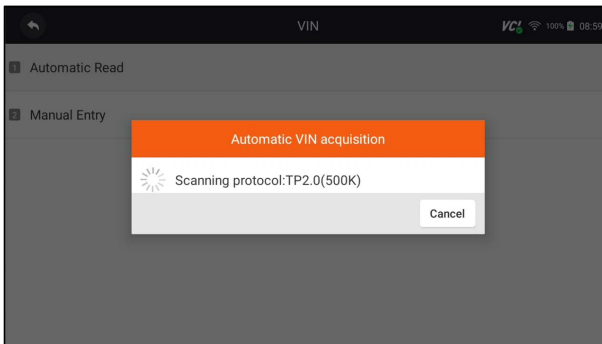 VIN
VCI
100%
08:59
1 Automatic Read
2 Manual Entry
Automatic VIN acquisition
Scanning protocol:TP2.0(500K)
Cancel